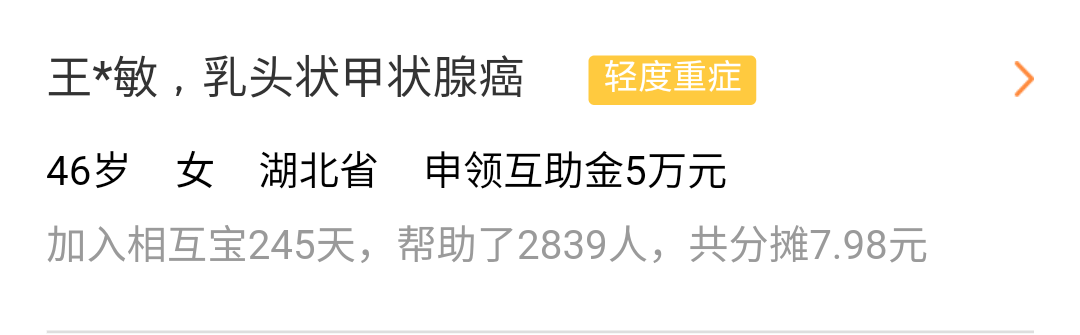 王*敏，乳头状甲状腺癌 轻度重症
46岁 女 湖北省 申领互助金5万元
加入相互宝245天，帮助了2839人，共分摊7.98元